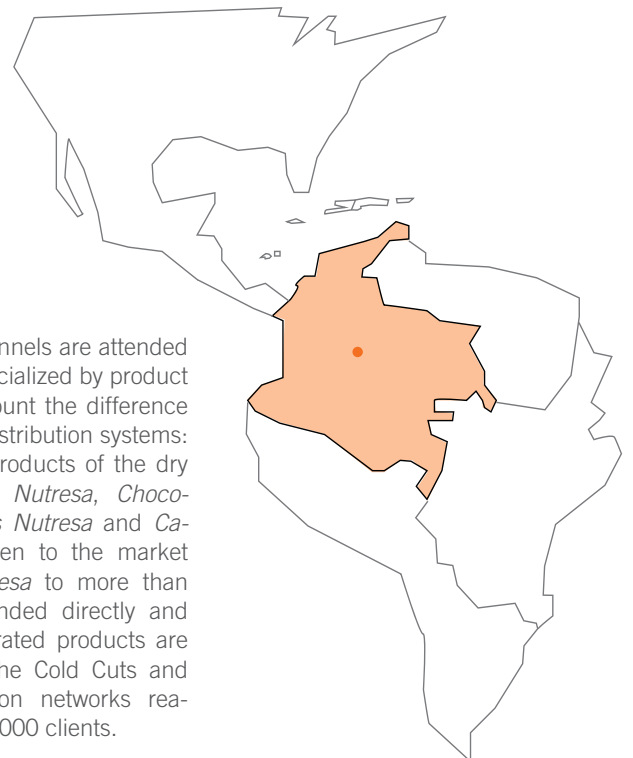 nnels are attended
cialized by product
ount the difference
stribution systems:
roducts of the dry
Nutresa, Choco-
s Nutresa and Ca-
en to the market
esa to more than
nded directly and
rated products are
he Cold Cuts and
on networks rea-
000 clients.